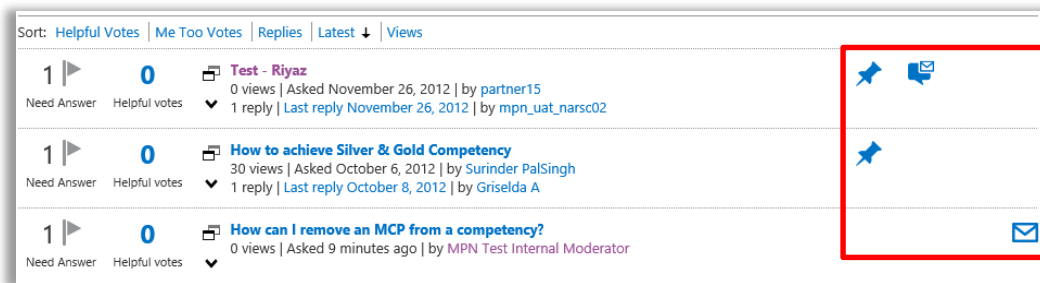 Sort: Helpful Votes | Me Too Votes | Replies | Latest ↓ | Views
1 0 Test - Riyaz
0 views | Asked November 26, 2012 | by partner15
Need Answer Helpful votes 1 reply | Last reply November 26, 2012 | by mpn_uat_narsc02
1 0 How to achieve Silver & Gold Competency
30 views | Asked October 6, 2012 | by Surinder PalSingh
Need Answer Helpful votes 1 reply | Last reply October 8, 2012 | by Griselda A
1 0 How can I remove an MCP from a competency?
0 views | Asked 9 minutes ago | by MPN Test Internal Moderator
Need Answer Helpful votes